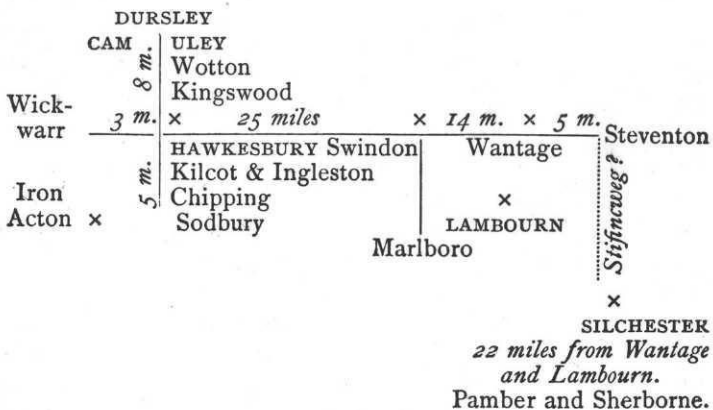 DURSLEY
CAM
ULEY
8 m.
Wotton
Kingswood
Wick-
warr
3 m.
×
25 miles
×
14 m.
×
5 m.
Steventon
HAWKESBURY Swindon
Wantage
5 m.
Kilcot & Ingleston
Iron
Acton ×
Chipping
Sodbury
×
LAMBOURN
Stifincweg?
Marlboro
×
SILCHESTER
22 miles from Wantage
and Lambourn.
Pamber and Sherborne.